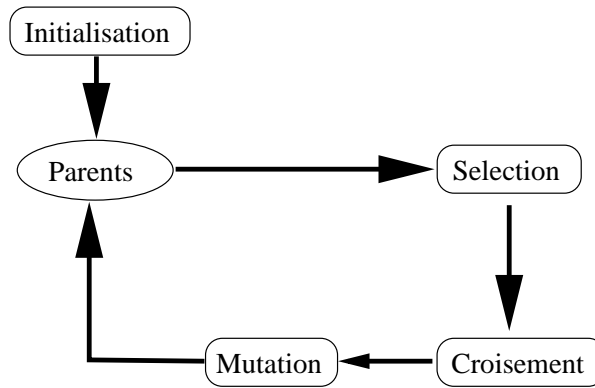 Initialisation
Parents
Selection
Mutation
Croisement